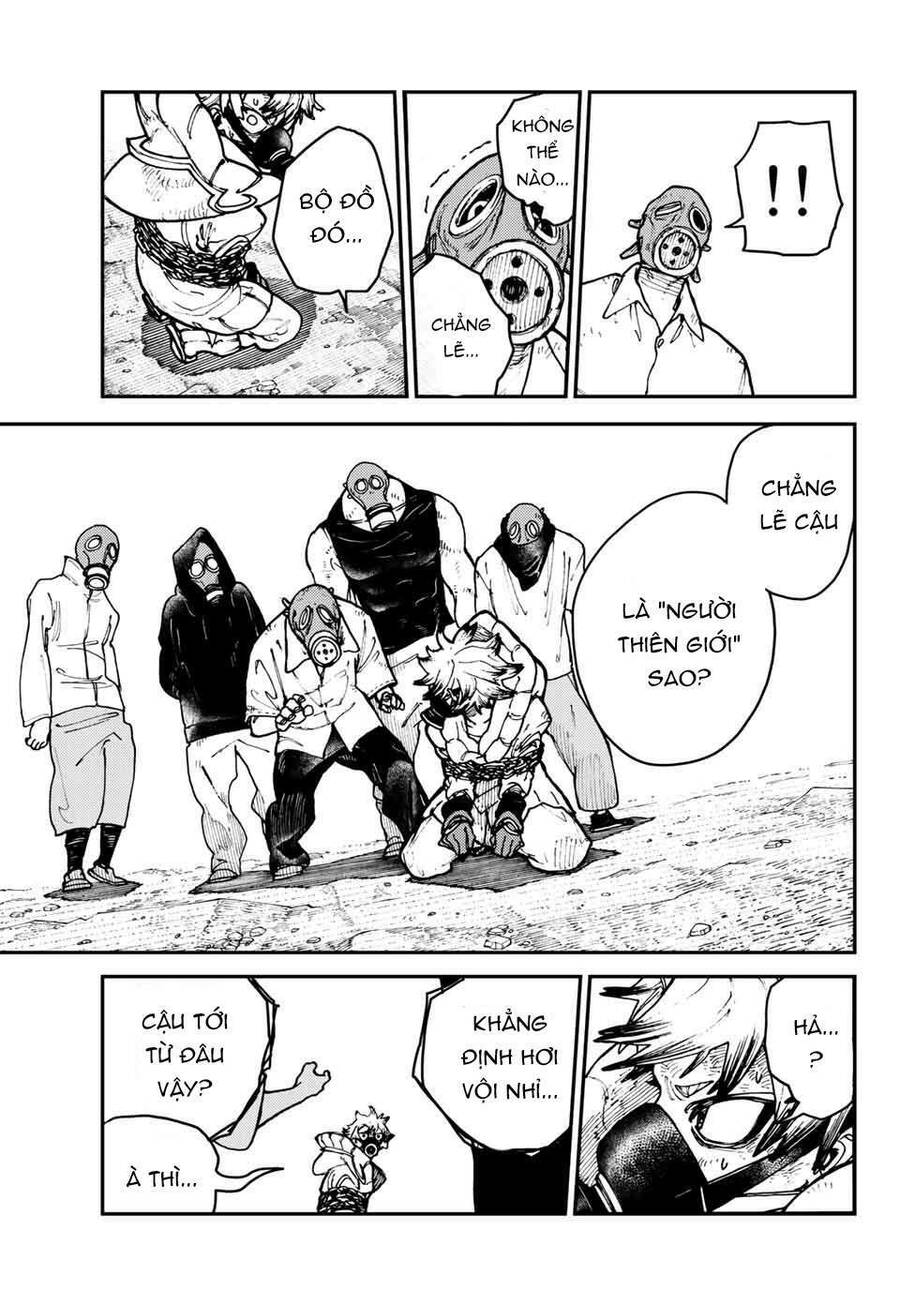 !!
KHÔNG
THỂ
NÀO...
CHẲNG
LẼ...
BỘ ĐỒ
ĐÓ...
CHẲNG
LẼ CẬU
LÀ "NGƯỜI
THIÊN GIỚI"
SAO?
HẢ...
?
KHẲNG
ĐỊNH HƠI
VỘI NHỈ...
CẬU TỚI
TỪ ĐÂU
VẬY?
À THÌ...